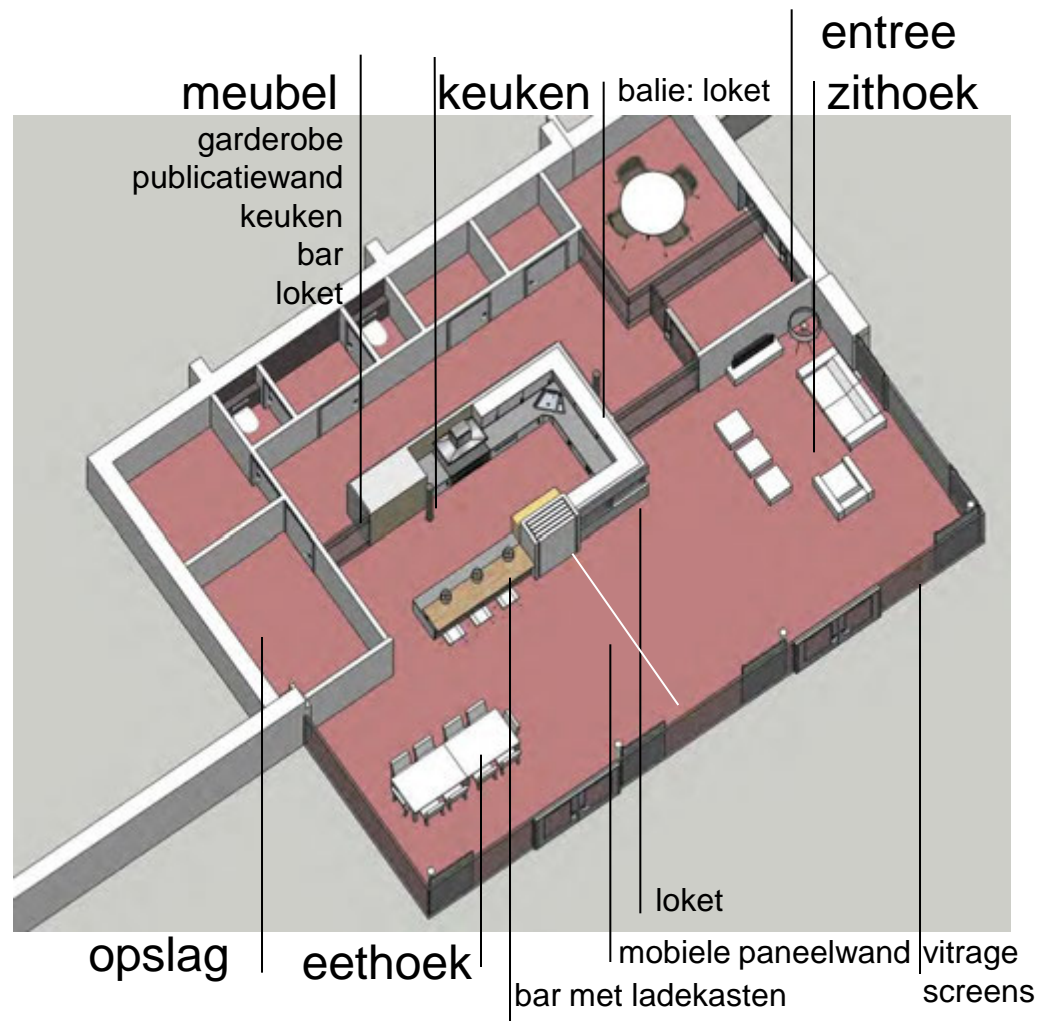 entree
meubel
keuken
balie: loket
zithoek
garderobe
publicatiewand
keuken
bar
loket
loket
opslag
eethoek
mobiele paneelwand
vitrage
screens
bar met ladekasten